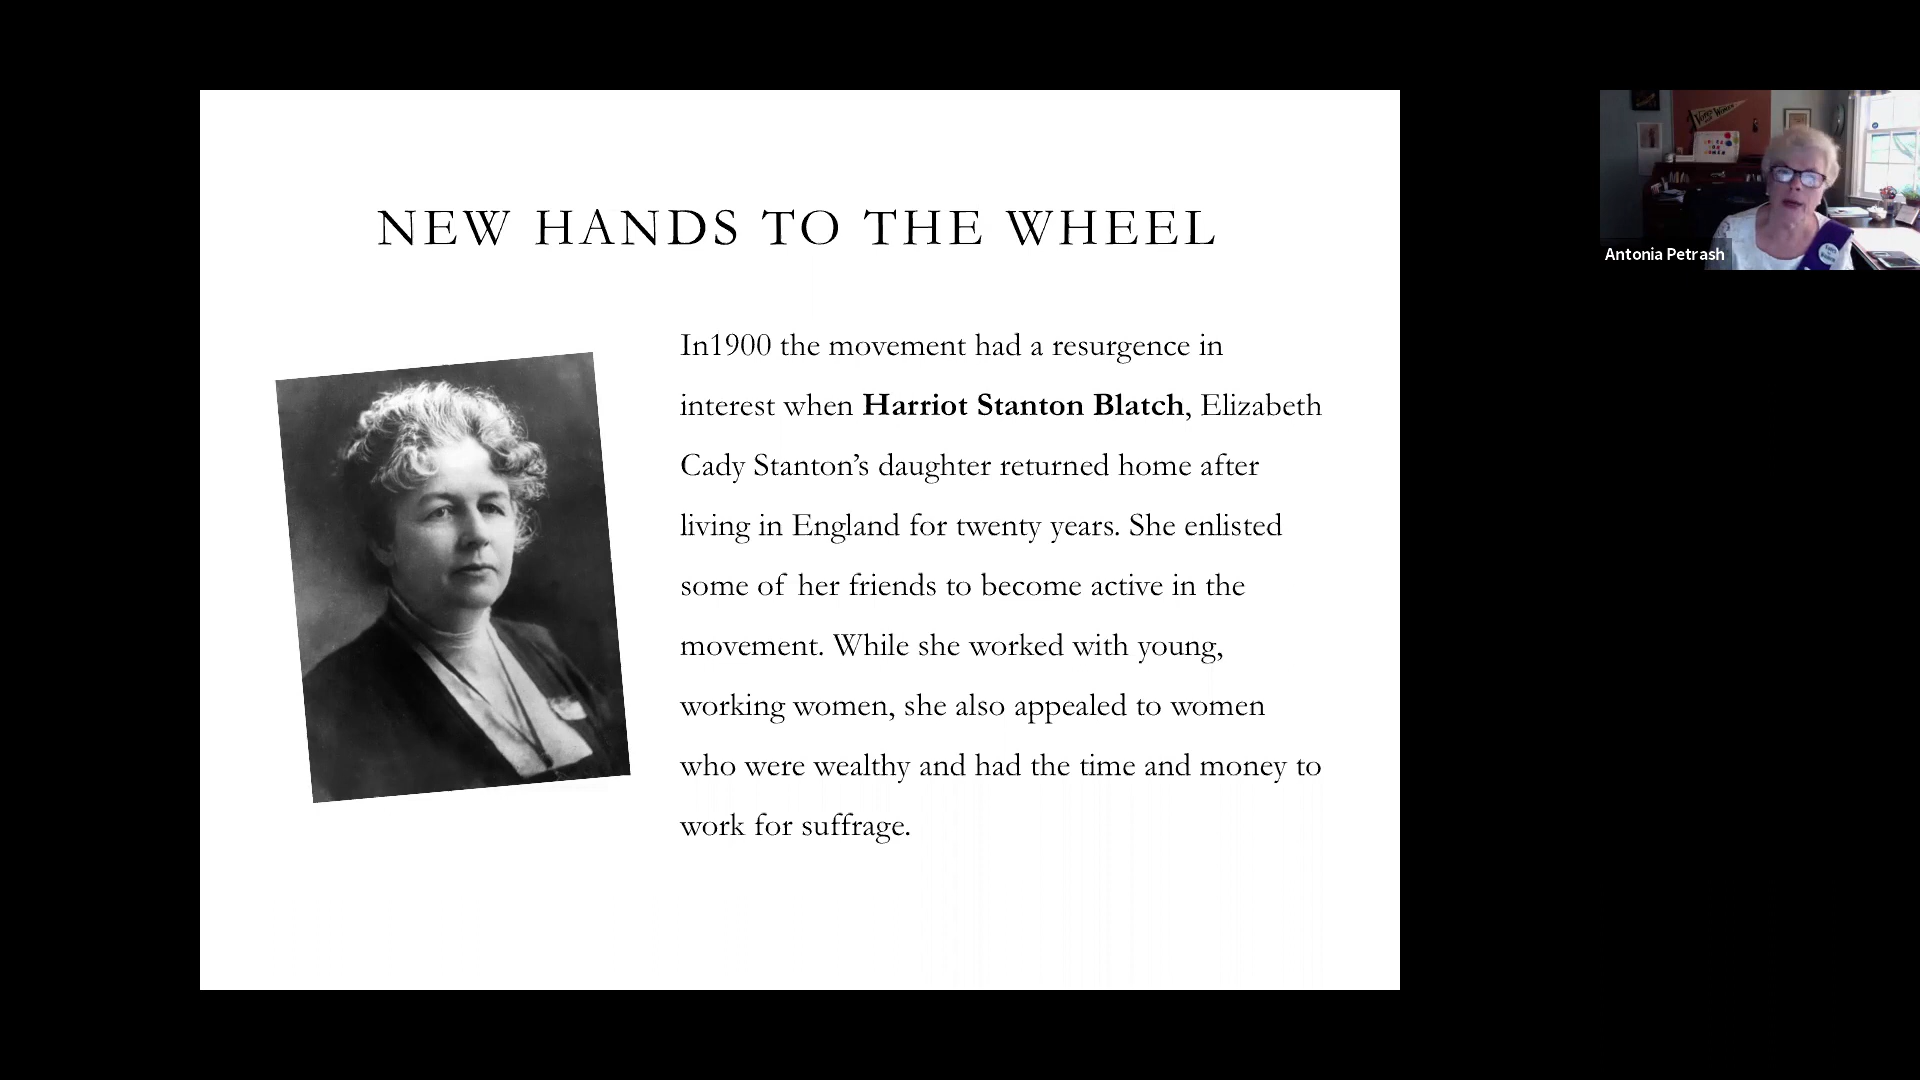 NEW HANDS TO THE WHEEL
In1900 the movement had a resurgence in
interest when Harriot Stanton Blatch, Elizabeth
Cady Stanton’s daughter returned home after
living in England for twenty years. She enlisted
some of her friends to become active in the
movement. While she worked with young,
working women, she also appealed to women
who were wealthy and had the time and money to
work for suffrage.
Antonia Petrash